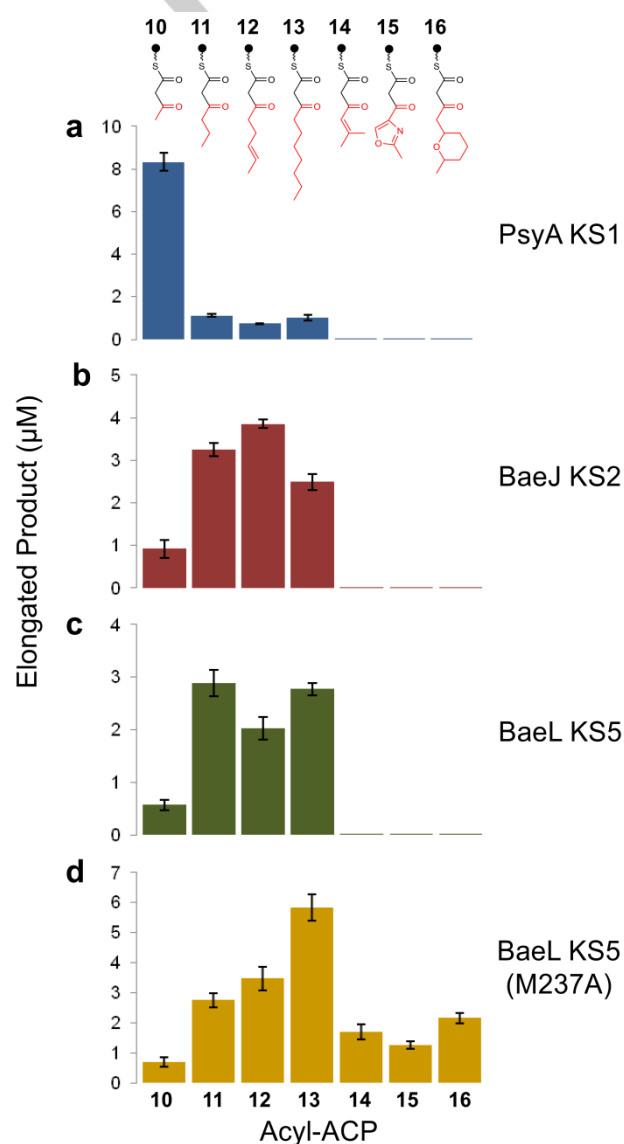 10 11 12 13 14 15 16
S O S O S O S O S O S O S O
O O O O O O O
N
O
O
a
10
8
6
4
2
0
PsyA KS1
b
5
4
3
2
1
0
BaeJ KS2
Elongated Product (µM)
c
4
3
2
1
0
BaeL KS5
d
7
6
5
4
3
2
1
0
BaeL KS5
(M237A)
10 11 12 13 14 15 16
Acyl-ACP